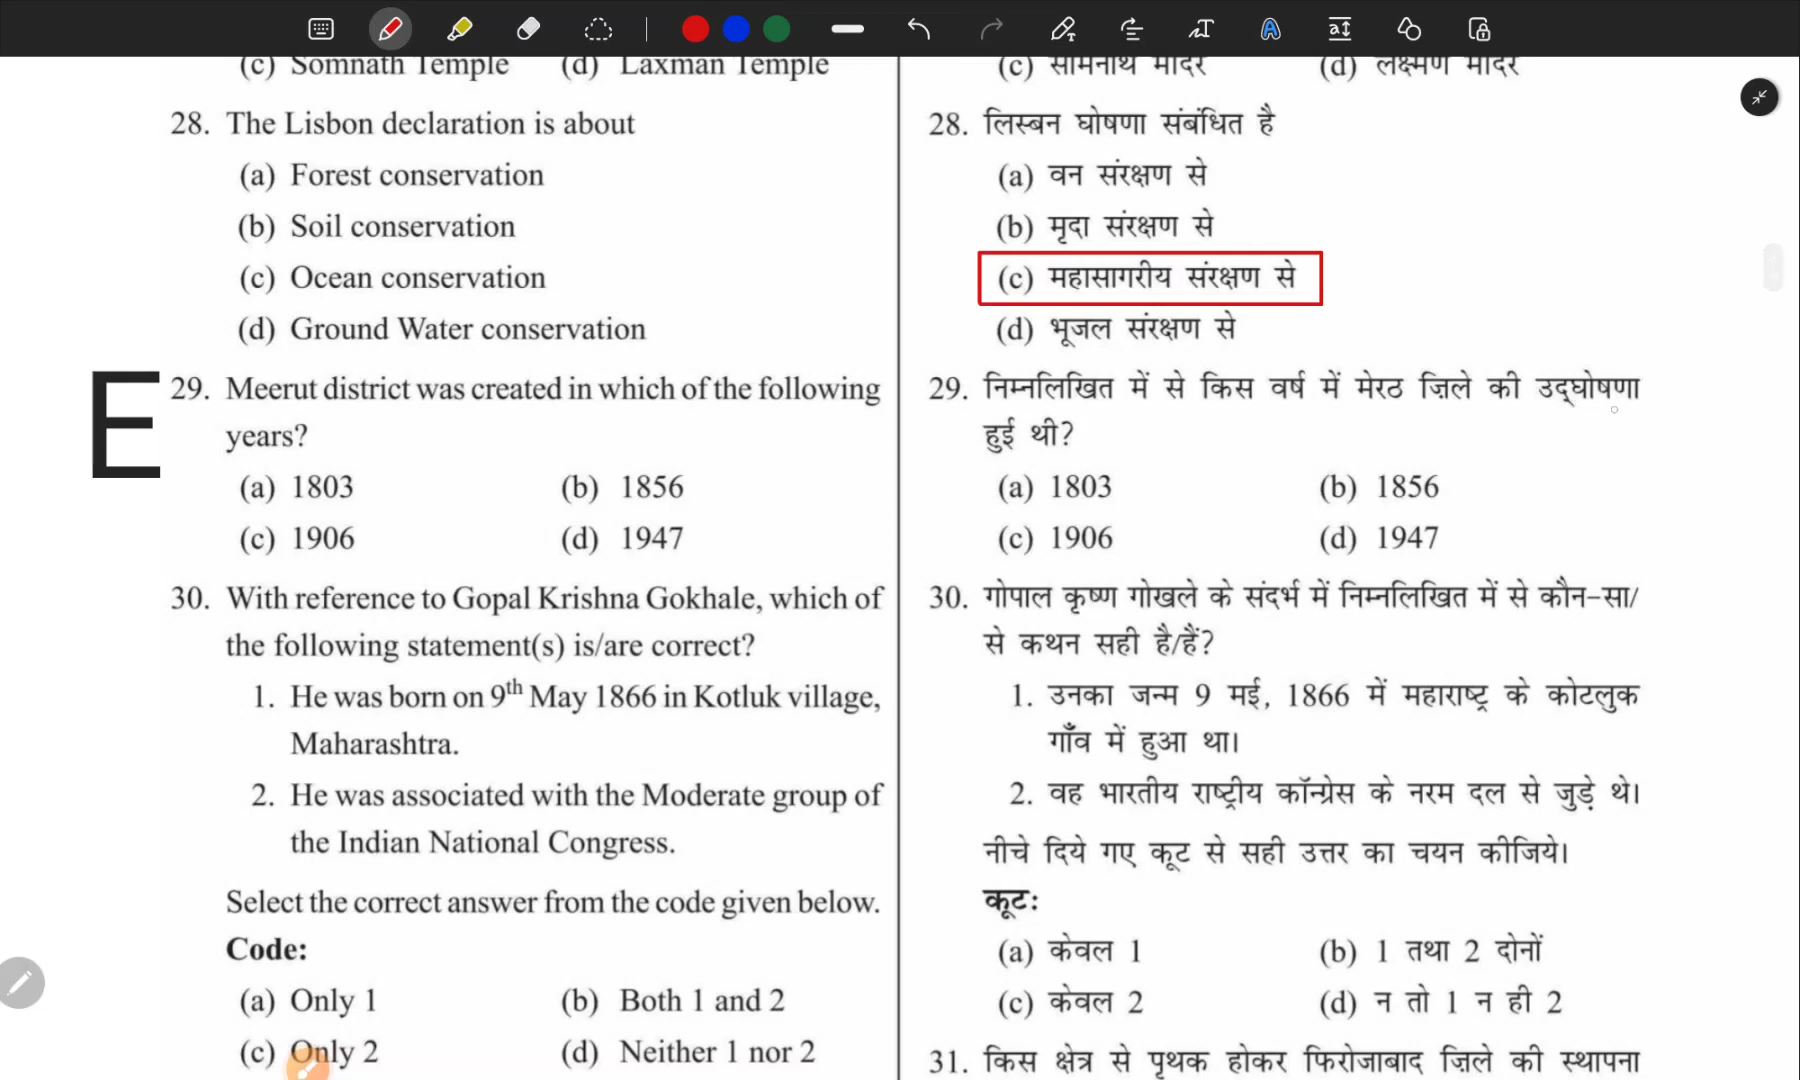 (c) Somnath Temple (d) Laxman Temple
28. The Lisbon declaration is about
(a) Forest conservation
(b) Soil conservation
(c) Ocean conservation
(d) Ground Water conservation
29. Meerut district was created in which of the following
years?
(a) 1803 (b) 1856
(c) 1906 (d) 1947
30. With reference to Gopal Krishna Gokhale, which of
the following statement(s) is/are correct?
1. He was born on 9th May 1866 in Kotluk village,
Maharashtra.
2. He was associated with the Moderate group of
the Indian National Congress.
Select the correct answer from the code given below.
Code:
(a) Only 1 (b) Both 1 and 2
(c) Only 2 (d) Neither 1 nor 2
E
(c) सोमनाथ मंदिर (d) लक्ष्मण मंदिर
28. लिस्बन घोषणा संबंधित है
(a) वन संरक्षण से
(b) मृदा संरक्षण से
(c) महासागरीय संरक्षण से
(d) भूजल संरक्षण से
29. निम्नलिखित में से किस वर्ष में मेरठ ज़िले की उद्घोषणा
हुई थी?
(a) 1803 (b) 1856
(c) 1906 (d) 1947
30. गोपाल कृष्ण गोखले के संदर्भ में निम्नलिखित में से कौन-सा/
से कथन सही है/हैं?
1. उनका जन्म 9 मई, 1866 में महाराष्ट्र के कोटलुक
गाँव में हुआ था।
2. वह भारतीय राष्ट्रीय कॉन्ग्रेस के नरम दल से जुड़े थे।
नीचे दिये गए कूट से सही उत्तर का चयन कीजिये।
कूटः
(a) केवल 1 (b) 1 तथा 2 दोनों
(c) केवल 2 (d) न तो 1 न ही 2
31. किस क्षेत्र से पृथक होकर फिरोजाबाद ज़िले की स्थापना